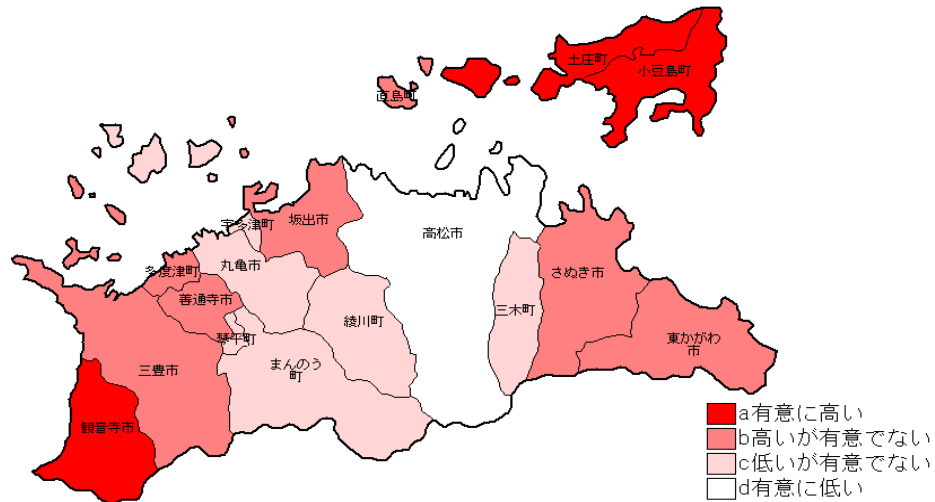 土庄町
小豆島町
直島町
宇多津町
坂出市
高松市
多度津町
丸亀市
さぬき市
善通寺市
三木町
綾川町
琴平町
東かがわ
市
まんのう
町
三豊市
観音寺市
a有意に高い
b高いが有意でない
c低いが有意でない
d有意に低い